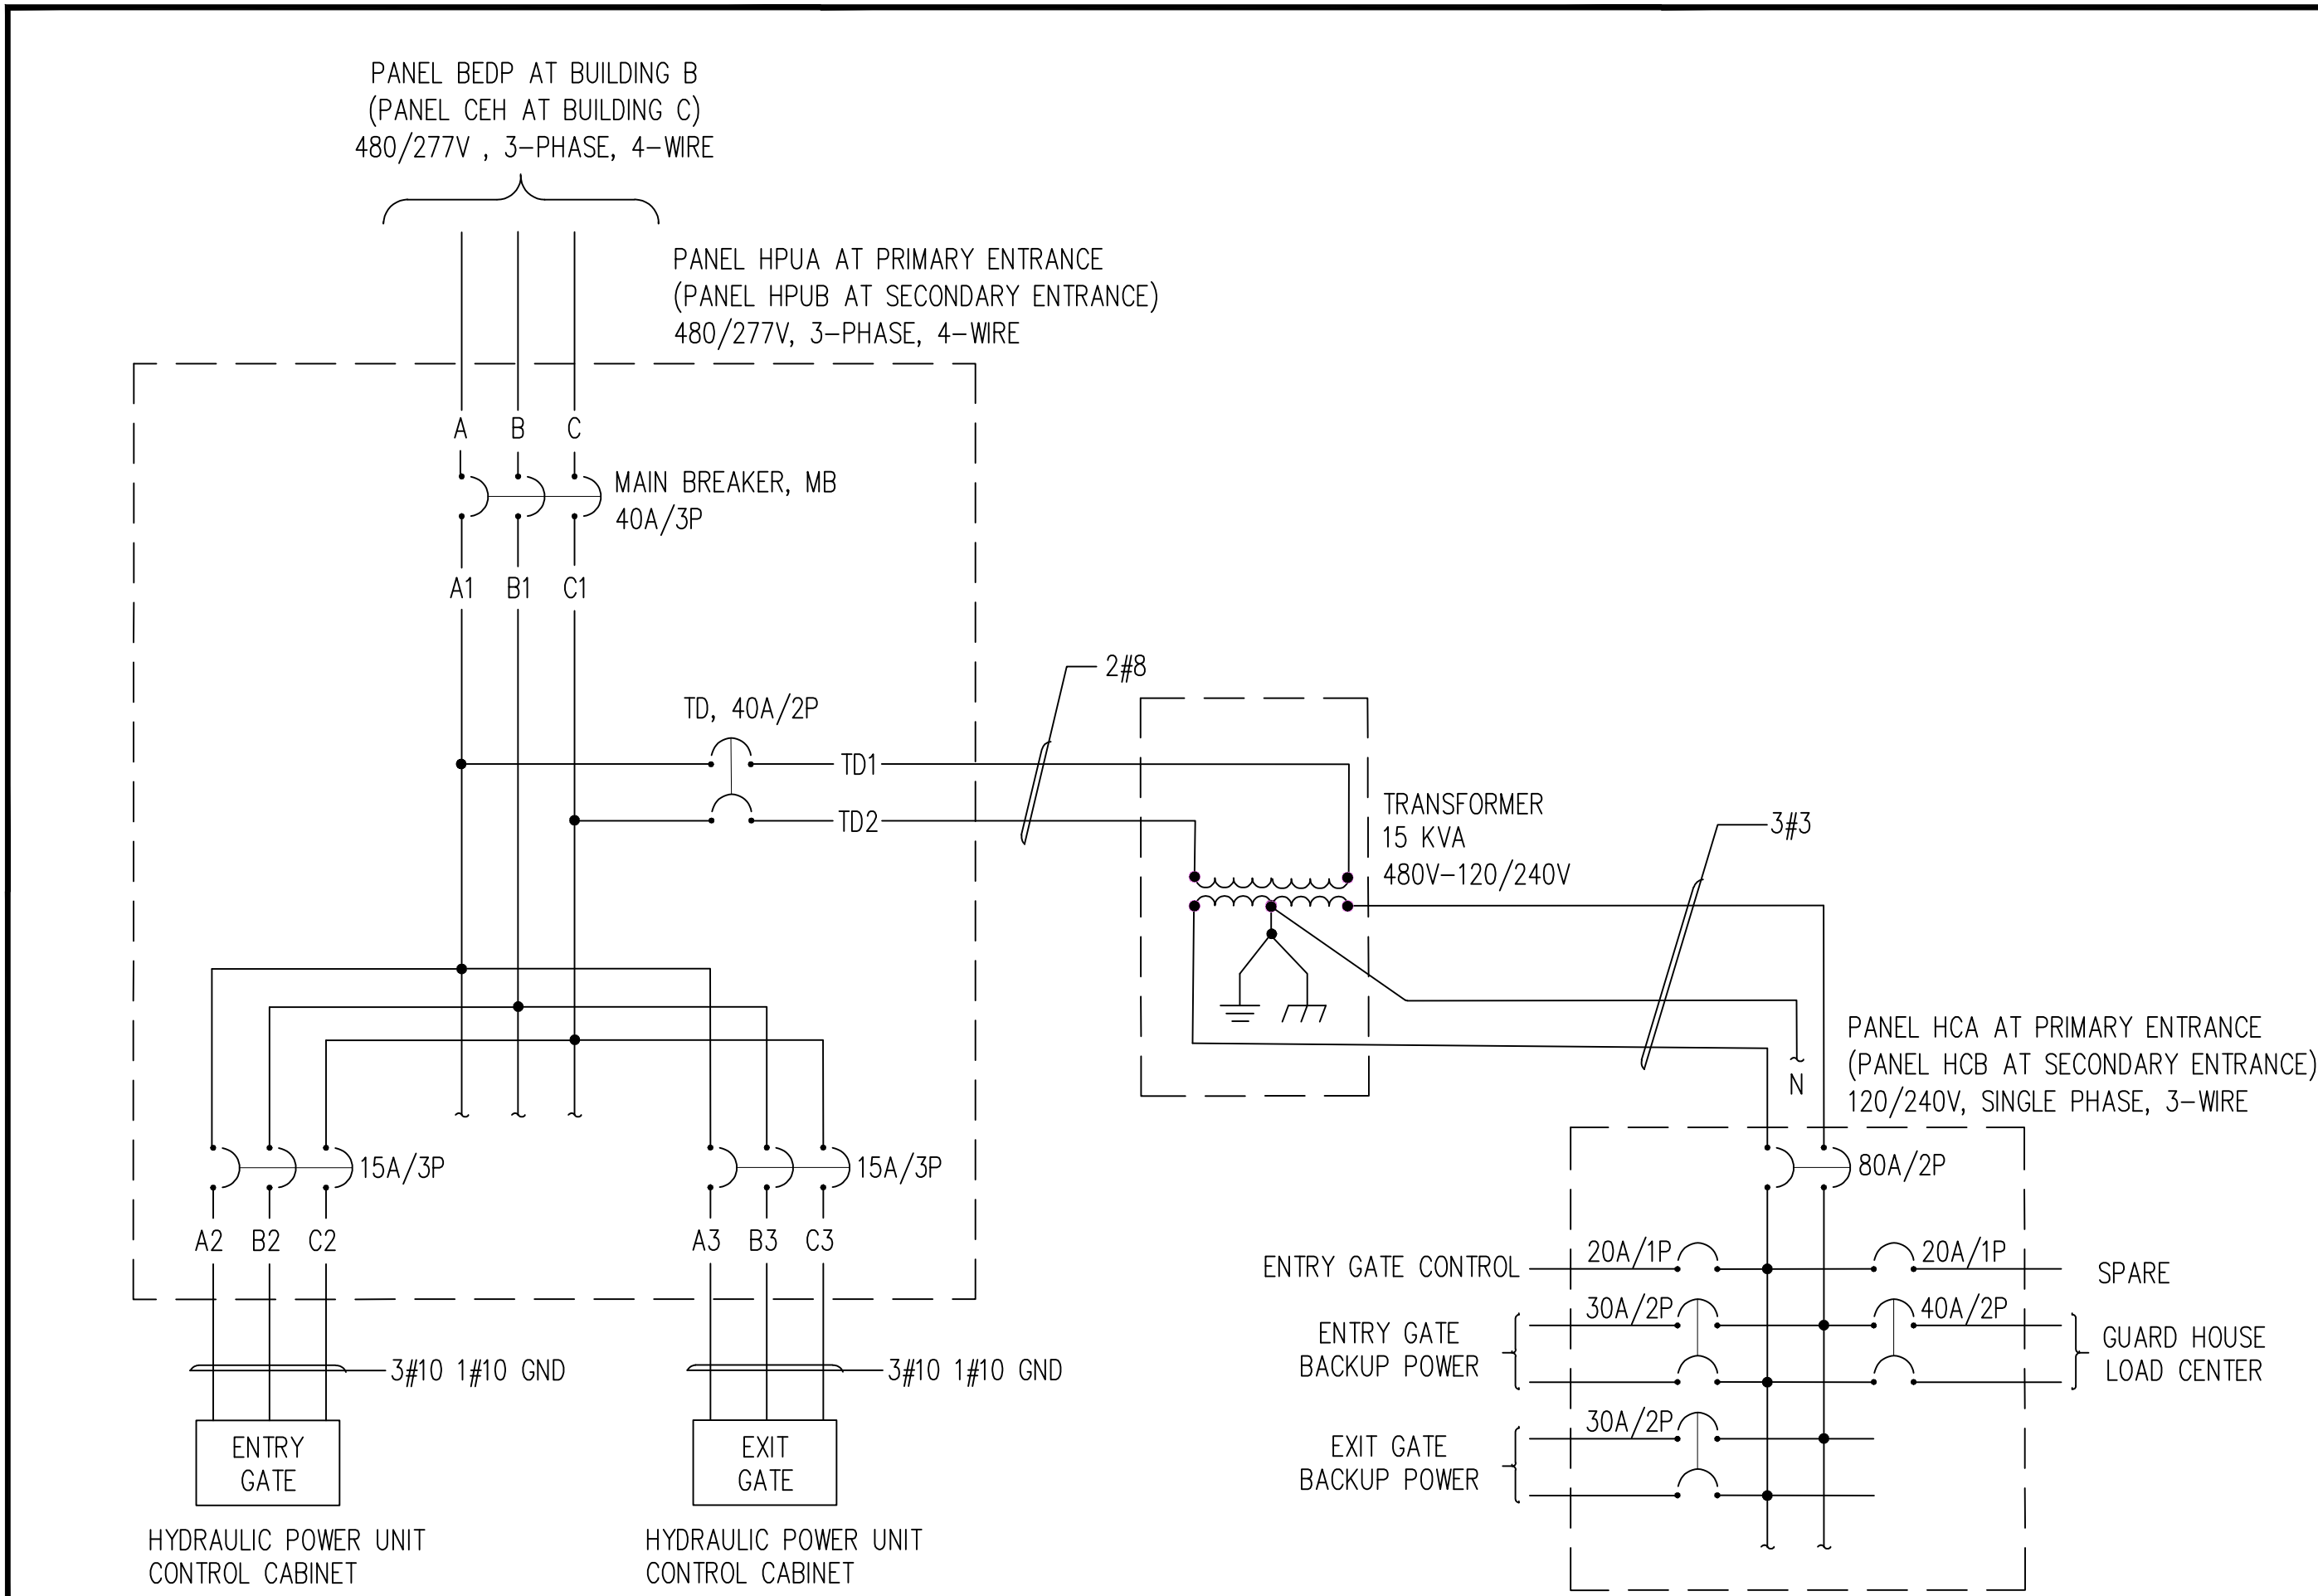 PANEL BEDP AT BUILDING B
(PANEL CEH AT BUILDING C)
480/277V , 3-PHASE, 4-WIRE
PANEL HPUA AT PRIMARY ENTRANCE
(PANEL HPUB AT SECONDARY ENTRANCE)
480/277V, 3-PHASE, 4-WIRE
A B C
MAIN BREAKER, MB
40A/3P
A1 B1 C1
2#8
TD, 40A/2P
TD1
TD2
TRANSFORMER
15 KVA
480V-120/240V
3#3
PANEL HCA AT PRIMARY ENTRANCE
(PANEL HCB AT SECONDARY ENTRANCE)
120/240V, SINGLE PHASE, 3-WIRE
N
15A/3P
15A/3P
80A/2P
A2 B2 C2
A3 B3 C3
ENTRY GATE CONTROL
20A/1P
20A/1P
SPARE
30A/2P
40A/2P
ENTRY GATE
BACKUP POWER
GUARD HOUSE
LOAD CENTER
3#10 1#10 GND
3#10 1#10 GND
30A/2P
EXIT GATE
BACKUP POWER
ENTRY
GATE
EXIT
GATE
HYDRAULIC POWER UNIT
CONTROL CABINET
HYDRAULIC POWER UNIT
CONTROL CABINET